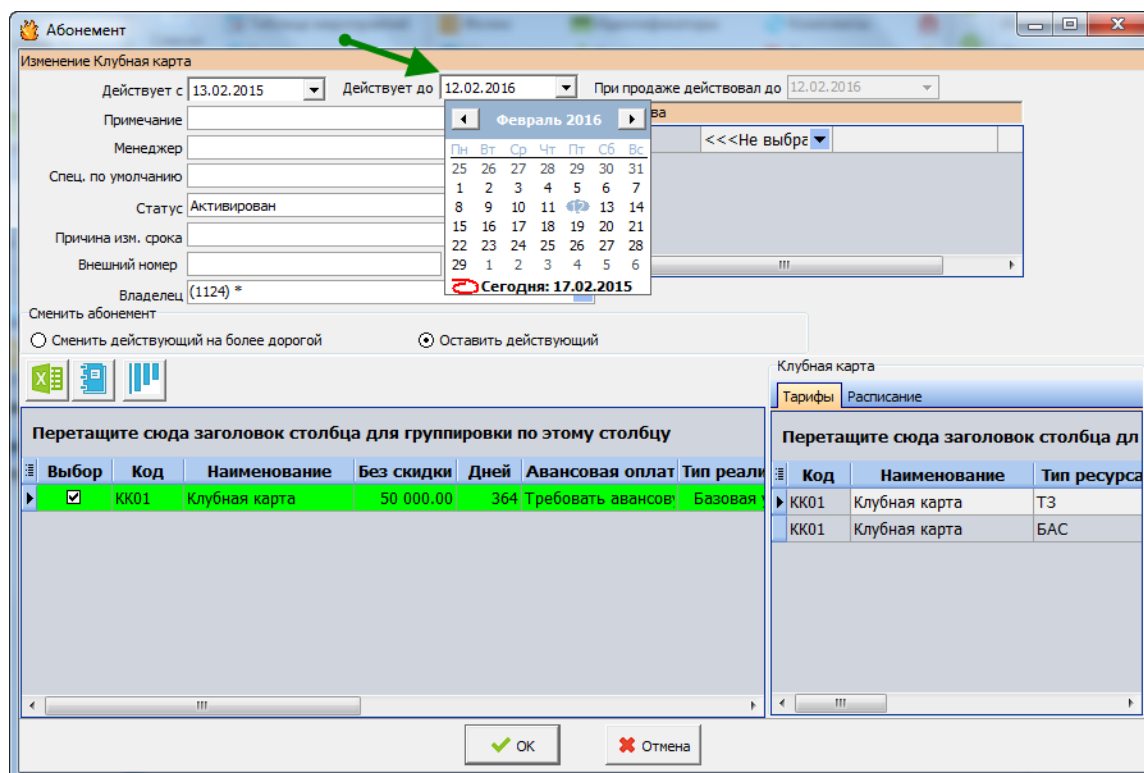 Абонемент
Изменение Клубная карта
Действует с 13.02.2015 Действует до 12.02.2016 При продаже действовал до 12.02.2016
Примечание
Февраль 2016
ва
Менеджер
<<<Не выбра
Пн Вт Ср Чт Пт Сб Вс
25 26 27 28 29 30 31
1 2 3 4 5 6 7
8 9 10 11 12 13 14
15 16 17 18 19 20 21
22 23 24 25 26 27 28
29 1 2 3 4 5 6
Сегодня: 17.02.2015
Спец. по умолчанию
Статус Активирован
Причина изм. срока
Внешний номер
Владелец (1124) *
Сменить абонемент
Сменить действующий на более дорогой Оставить действующий
Перетащите сюда заголовок столбца для группировки по этому столбцу
Выбор Код Наименование Без скидки Дней Авансовая оплат Тип реали
КК01 Клубная карта 50 000.00 364 Требовать авансов Базовая
Клубная карта
Тарифы Расписание
Перетащите сюда заголовок столбца дл
Код Наименование Тип ресурса
КК01 Клубная карта ТЗ
КК01 Клубная карта БАС
ОК Отмена